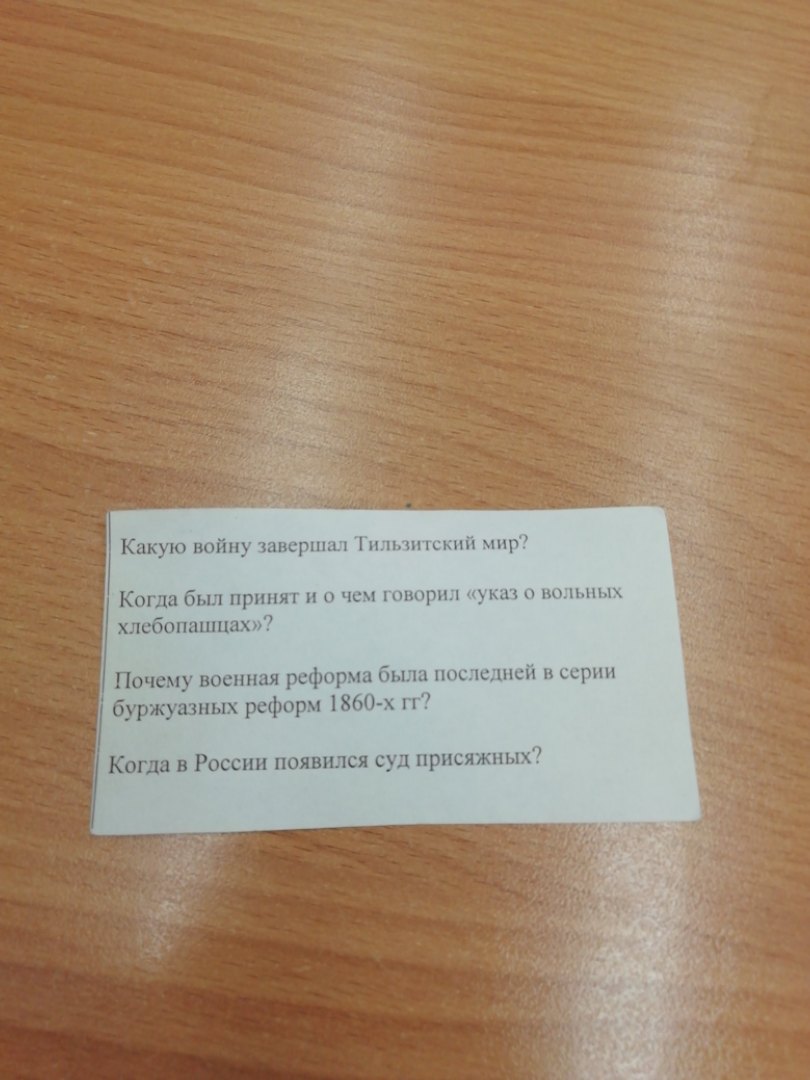 Какую войну завершал Тильзитский мир?
Когда был принят и о чем говорил «указ о вольных
хлебопашцах»?
Почему военная реформа была последней в серии
буржуазных реформ 1860-х гг?
Когда в России появился суд присяжных?